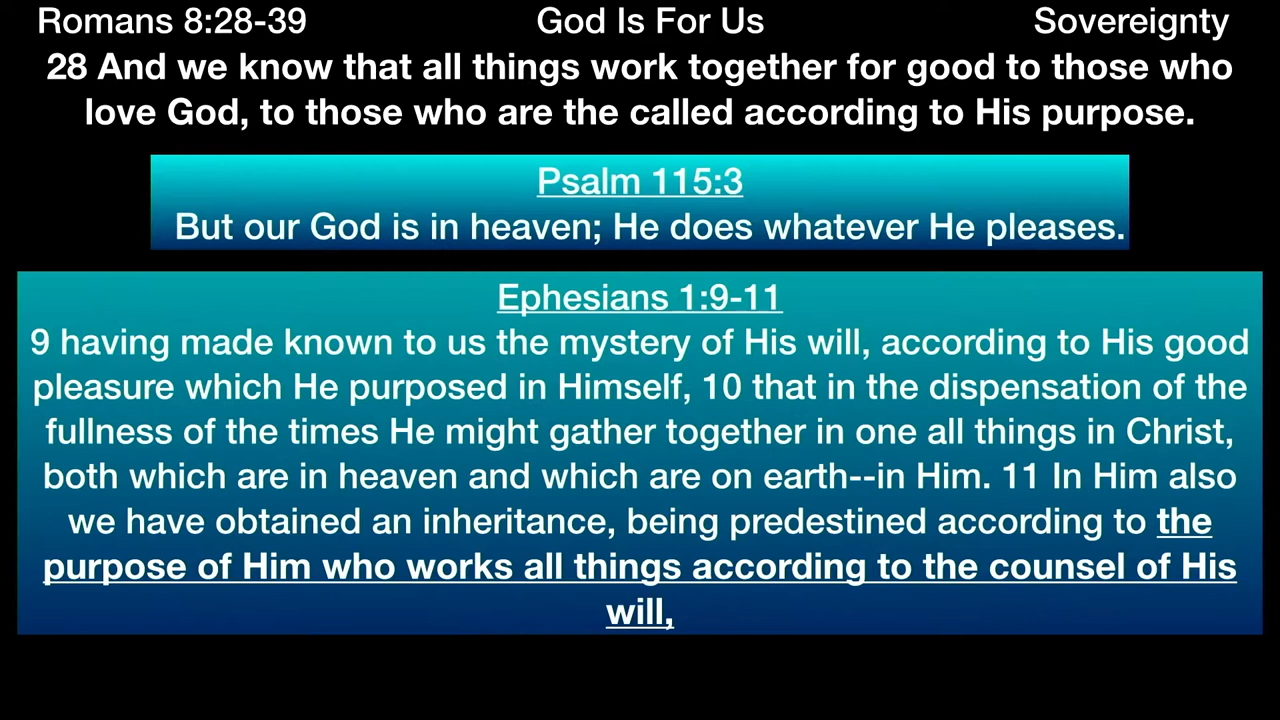 Romans 8:28-39 God Is For Us Sovereignty
28 And we know that all things work together for good to those who
love God, to those who are the called according to His purpose.
Psalm 115:3
But our God is in heaven; He does whatever He pleases.
Ephesians 1:9-11
9 having made known to us the mystery of His will, according to His good
pleasure which He purposed in Himself, 10 that in the dispensation of the
fullness of the times He might gather together in one all things in Christ,
both which are in heaven and which are on earth--in Him. 11 In Him also
we have obtained an inheritance, being predestined according to the
purpose of Him who works all things according to the counsel of His
will,